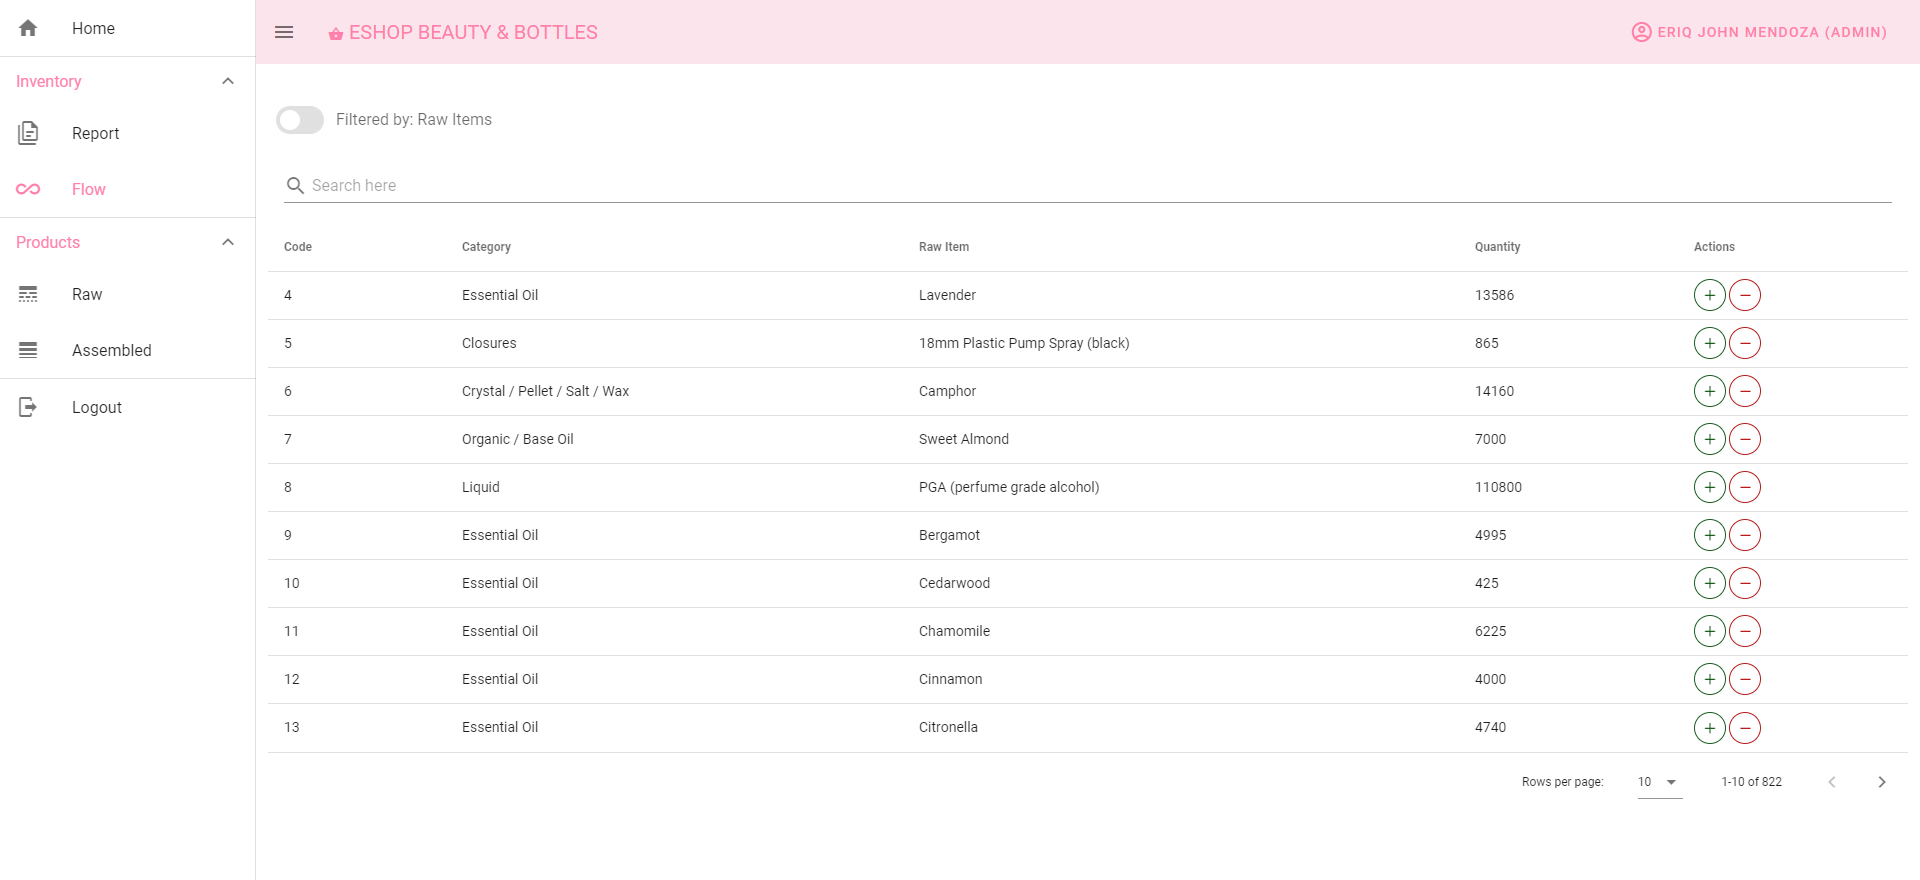 Home
Inventory
Report
Flow
Products
Raw
Assembled
Logout
ESHOP BEAUTY & BOTTLES
ERIQ JOHN MENDOZA (ADMIN)
Filtered by: Raw Items
Search here
Code Category Raw Item Quantity Actions
4 Essential Oil Lavender 13586
5 Closures 18mm Plastic Pump Spray (black) 865
6 Crystal / Pellet / Salt / Wax Camphor 14160
7 Organic / Base Oil Sweet Almond 7000
8 Liquid PGA (perfume grade alcohol) 110800
9 Essential Oil Bergamot 4995
10 Essential Oil Cedarwood 425
11 Essential Oil Chamomile 6225
12 Essential Oil Cinnamon 4000
13 Essential Oil Citronella 4740
Rows per page: 10 1-10 of 822